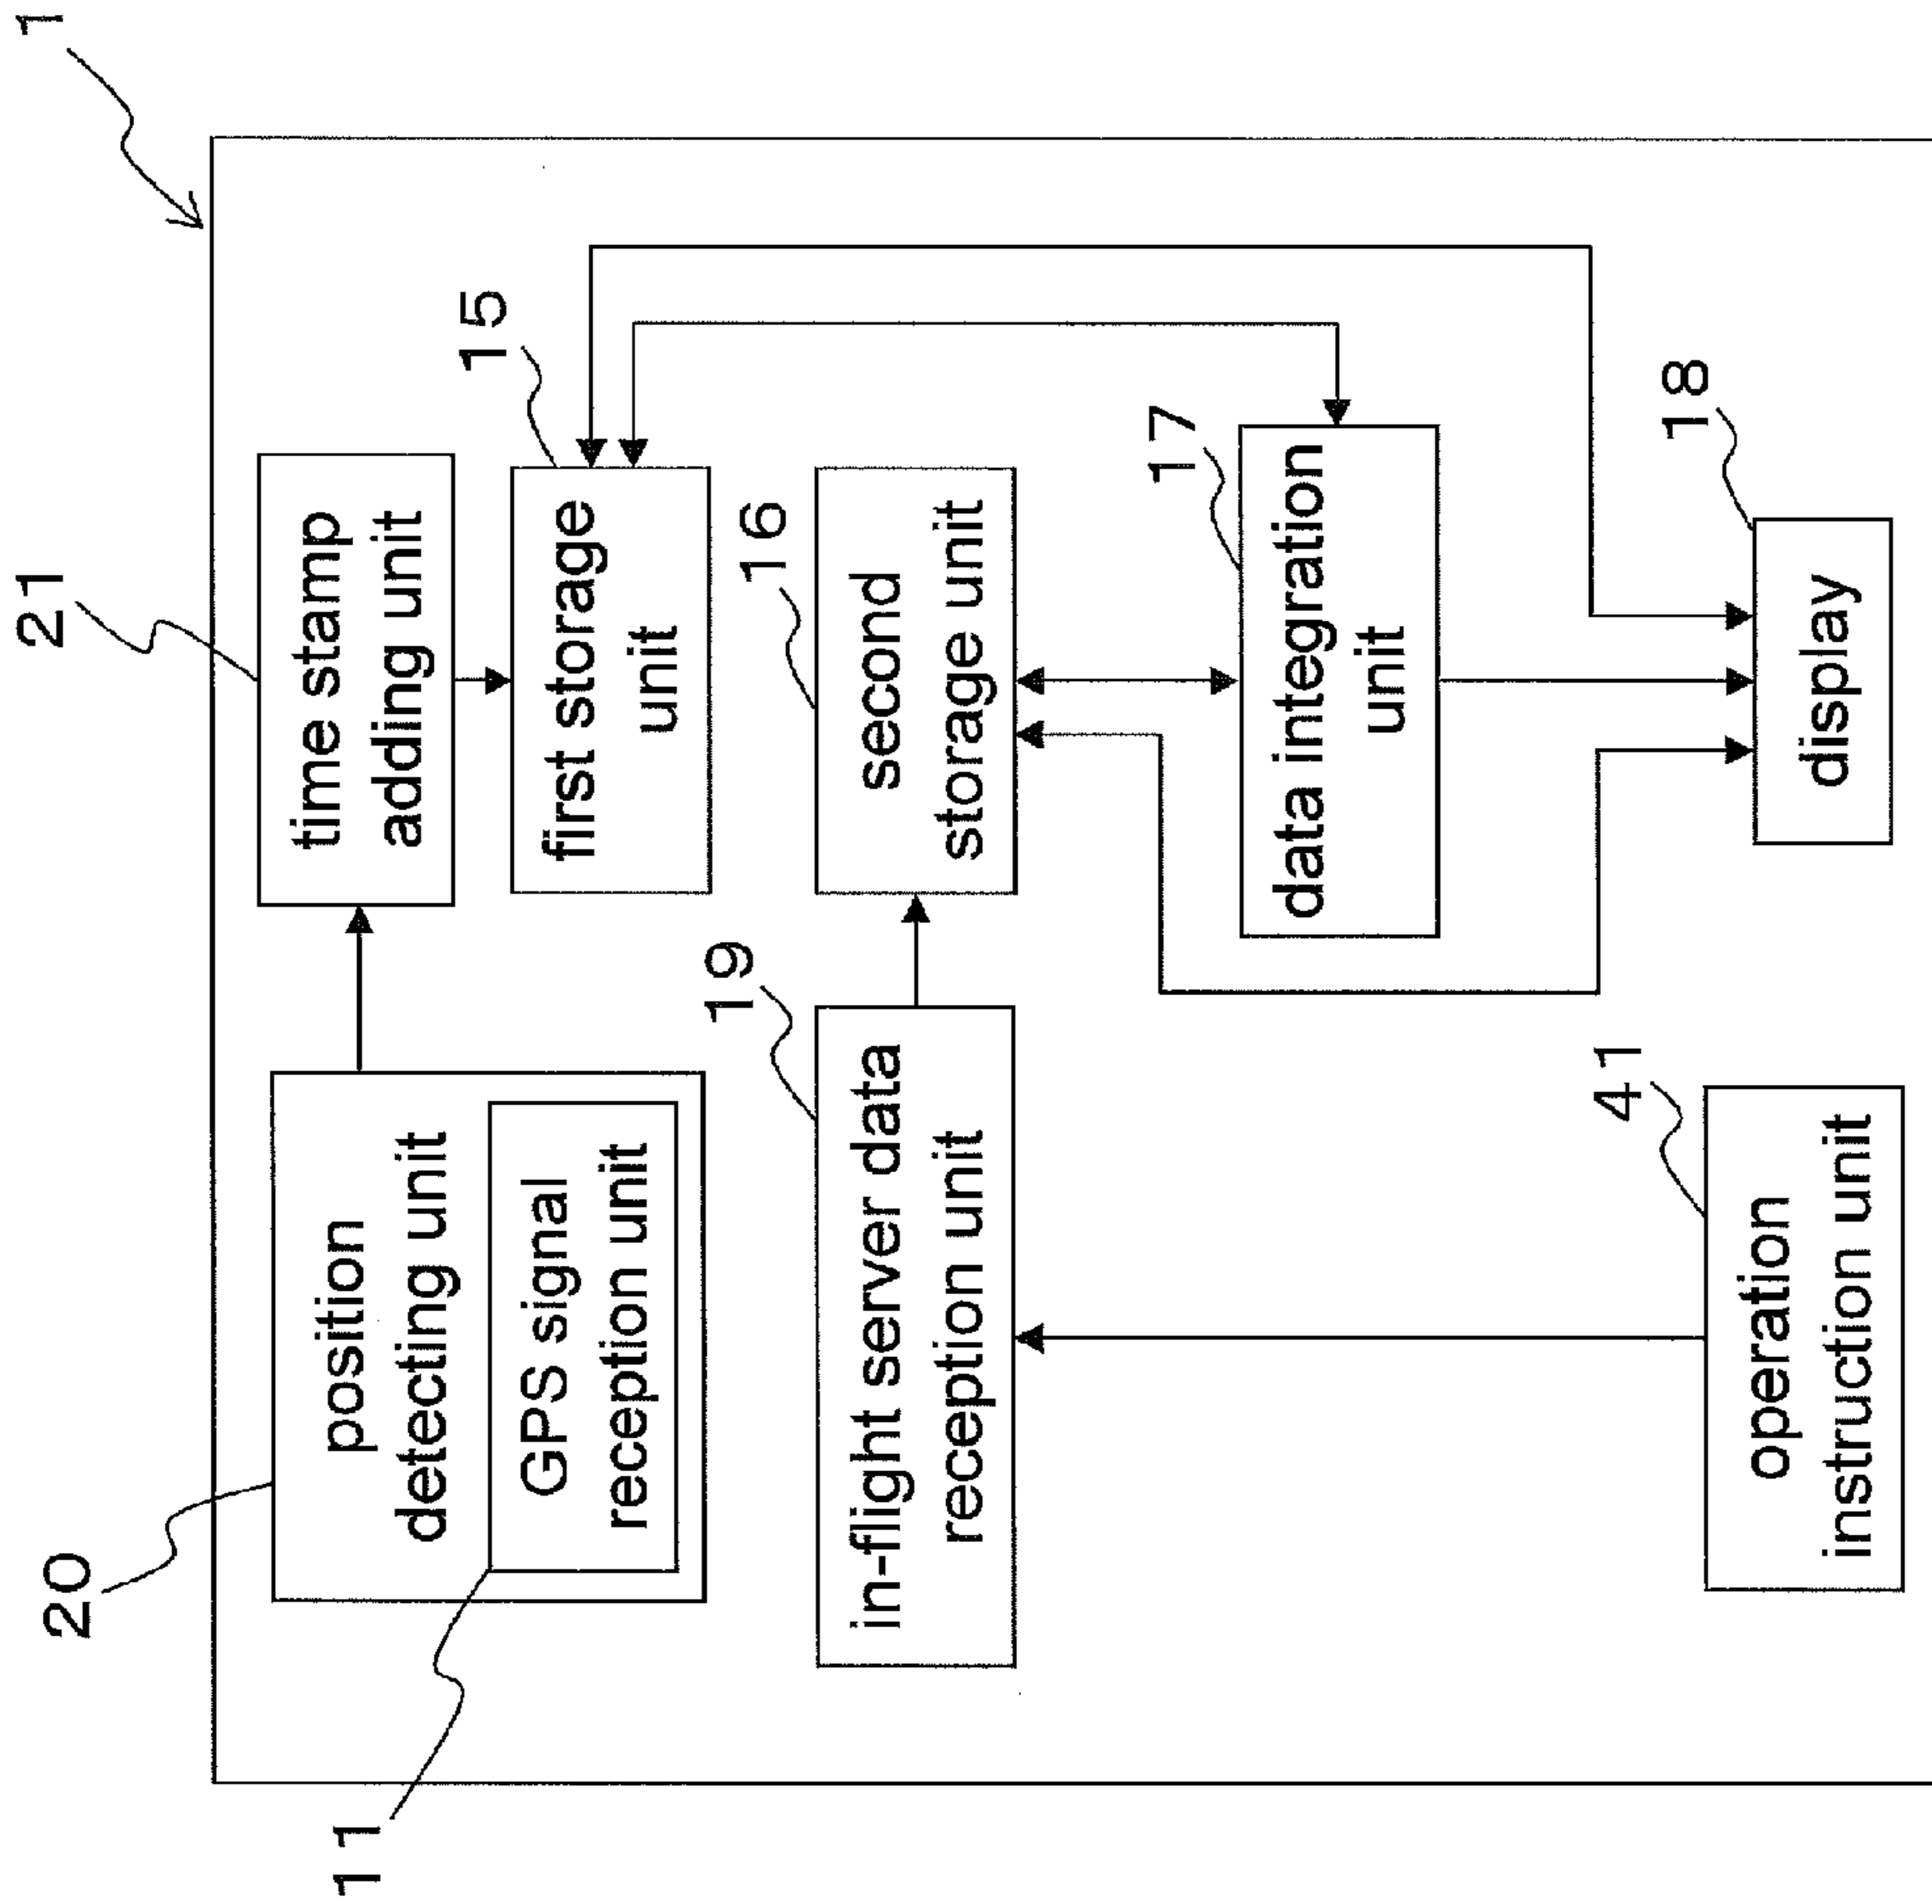 1
20
21
position
detecting unit
11
GPS signal
reception unit
time stamp
adding unit
15
first storage
unit
19
in-flight server data
reception unit
16
second
storage unit
17
data integration
unit
41
operation
instruction unit
18
display